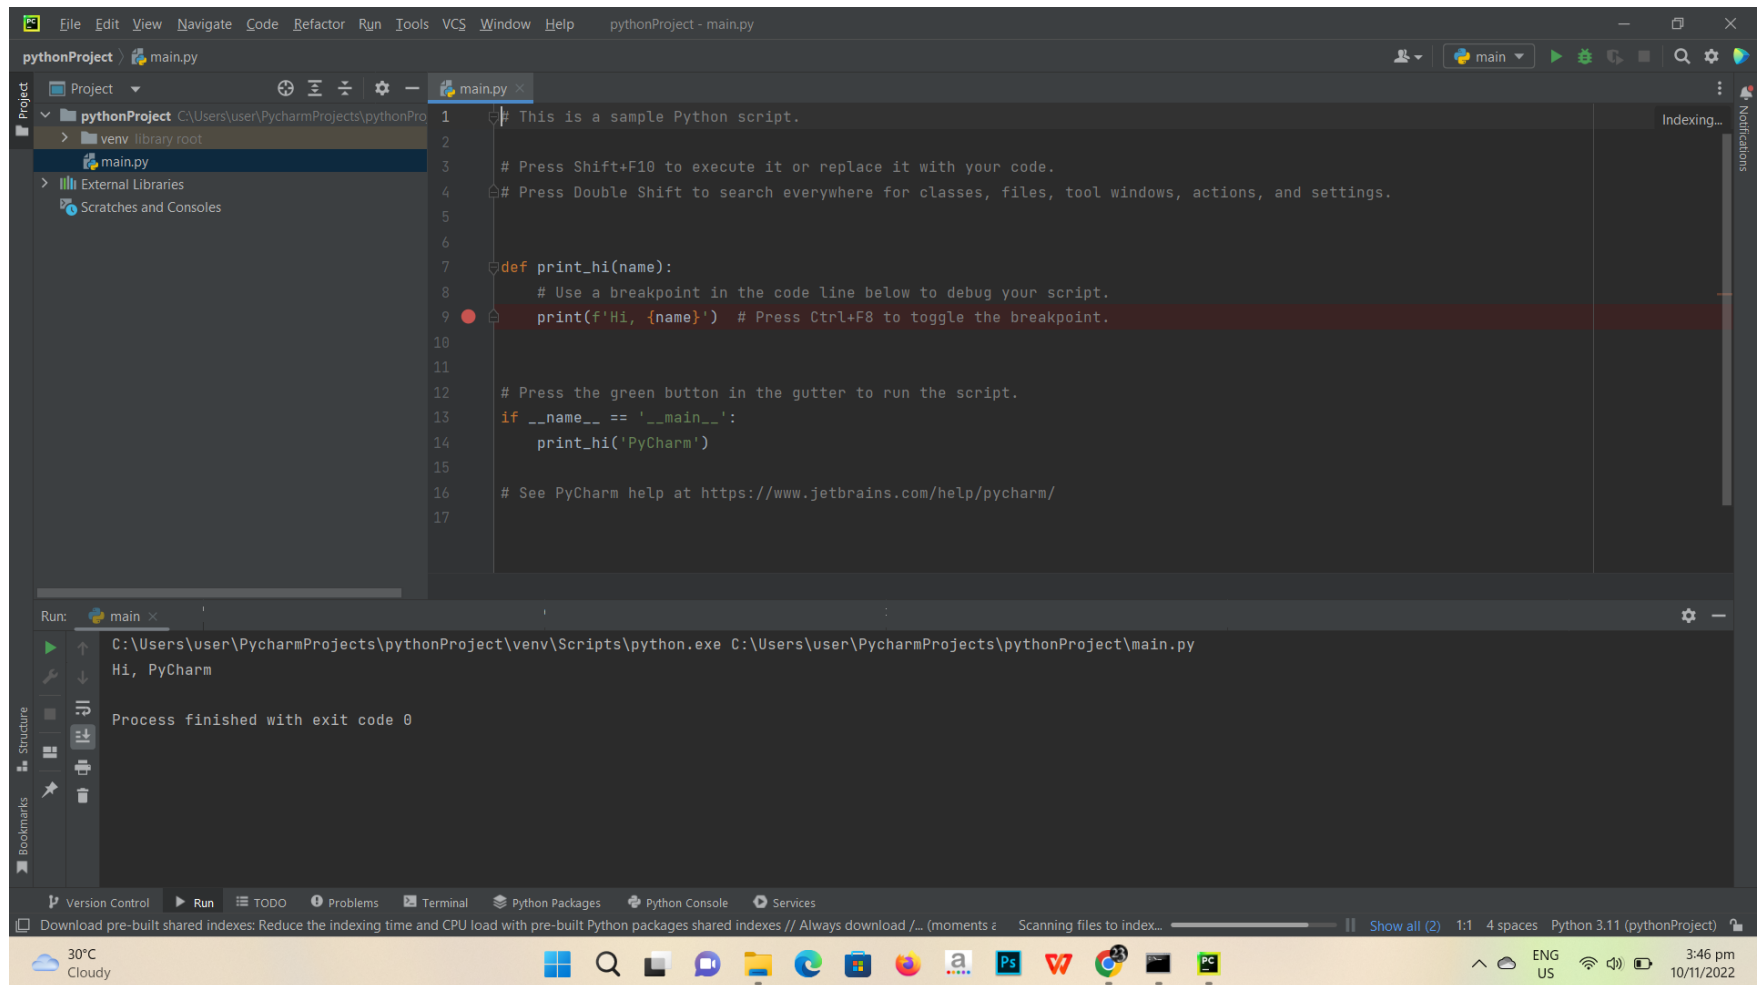 PC File Edit View Navigate Code Refactor Run Tools VCS Window Help pythonProject - main.py
pythonProject main.py main
Project
Project
main.py
pythonProject C:\Users\user\PycharmProjects\pythonPro
venv library root
main.py
External Libraries
Scratches and Consoles
1 # This is a sample Python script.
2
3 # Press Shift+F10 to execute it or replace it with your code.
4 # Press Double Shift to search everywhere for classes, files, tool windows, actions, and settings.
5
6
7 def print_hi(name):
8 # Use a breakpoint in the code line below to debug your script.
9 print(f'Hi, {name}') # Press Ctrl+F8 to toggle the breakpoint.
10
11
12 # Press the green button in the gutter to run the script.
13 if __name__ == '__main__':
14 print_hi('PyCharm')
15
16 # See PyCharm help at https://www.jetbrains.com/help/pycharm/
17
Indexing...
Notifications
Run: main
C:\Users\user\PycharmProjects\pythonProject\venv\Scripts\python.exe C:\Users\user\PycharmProjects\pythonProject\main.py
Hi, PyCharm
Process finished with exit code 0
Structure
Bookmarks
Version Control Run TODO Problems Terminal Python Packages Python Console Services
Download pre-built shared indexes: Reduce the indexing time and CPU load with pre-built Python packages shared indexes // Always download /... (moments a Scanning files to index... Show all (2) 1:1 4 spaces Python 3.11 (pythonProject)
30°C
Cloudy
a Ps W 23 PC
ENG
US
3:46 pm
10/11/2022